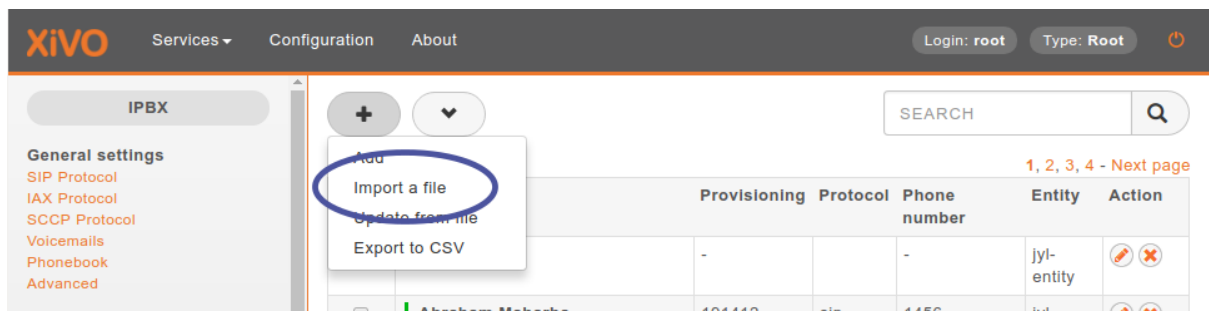 XiVO Services Configuration About Login: root Type: Root
IPBX
General settings
SIP Protocol
IAX Protocol
SCCP Protocol
Voicemails
Phonebook
Advanced
SEARCH
Add
Import a file
Update from file
Export to CSV
1, 2, 3, 4 - Next page
Provisioning Protocol Phone number Entity Action
- - jyl-entity